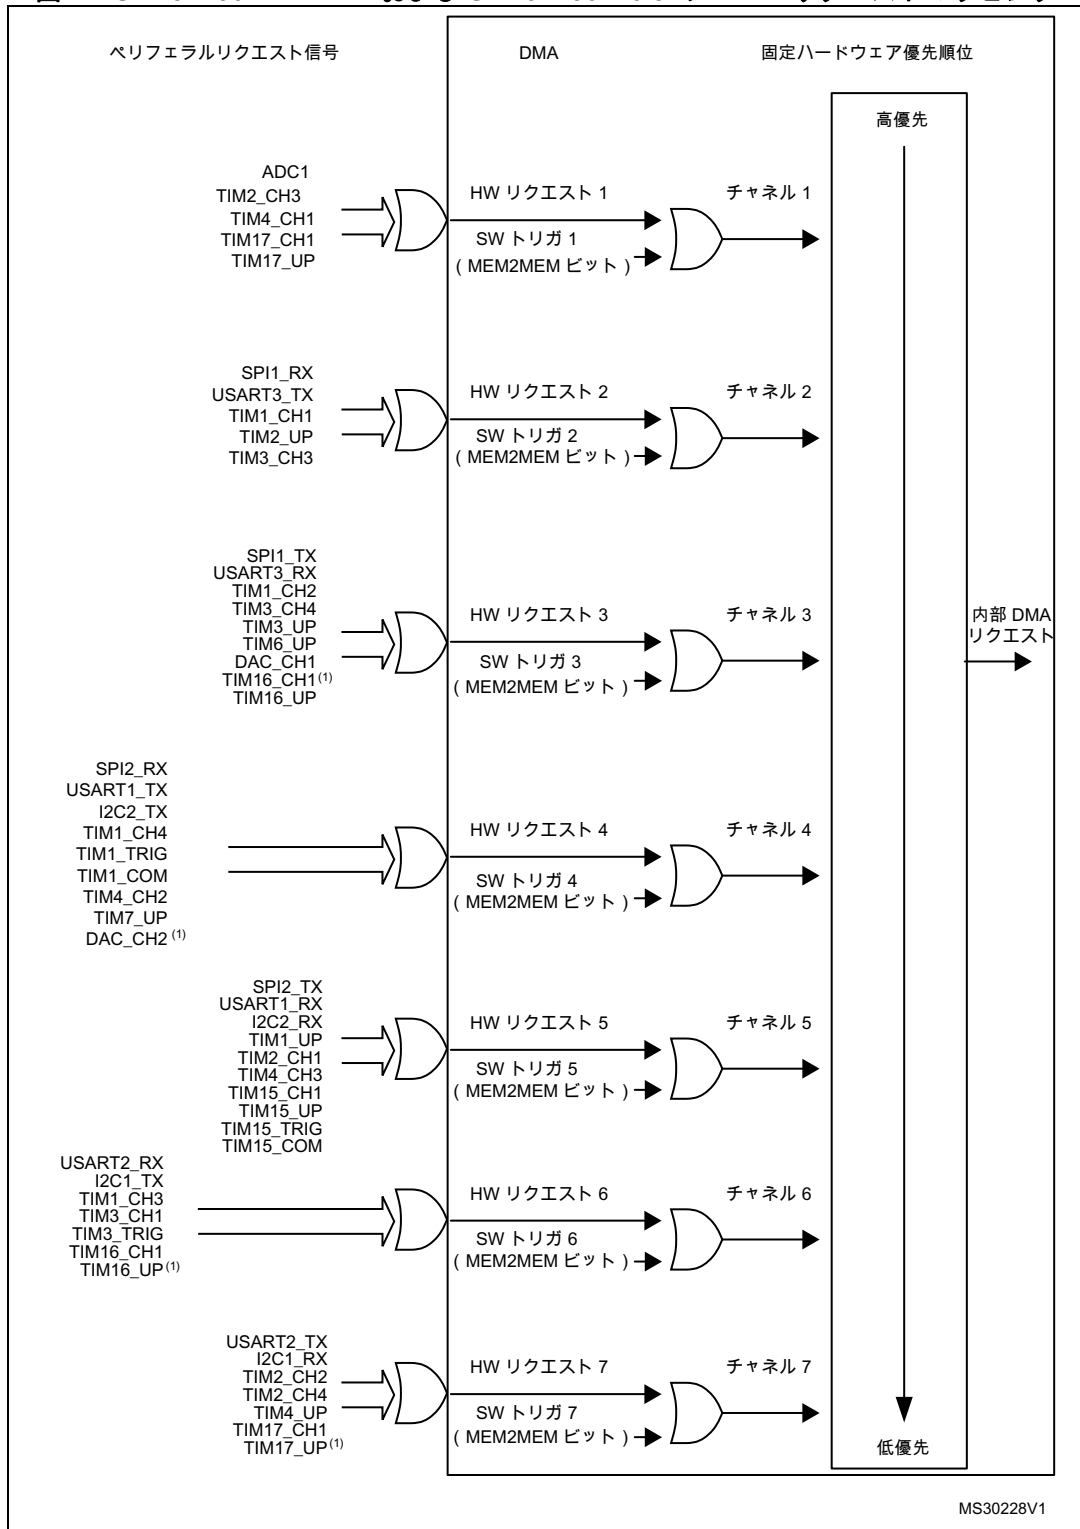 ペリフェラルリクエスト信号
DMA
固定ハードウェア優先順位
高優先
ADC1
TIM2_CH3
TIM4_CH1
TIM17_CH1
TIM17_UP
HW リクエスト 1
SW トリガ 1
( MEM2MEM ビット )
チャネル 1
SPI1_RX
USART3_TX
TIM1_CH1
TIM2_UP
TIM3_CH3
HW リクエスト 2
SW トリガ 2
( MEM2MEM ビット )
チャネル 2
SPI1_TX
USART3_RX
TIM1_CH2
TIM3_CH4
TIM3_UP
TIM6_UP
DAC_CH1
TIM16_CH1(1)
TIM16_UP
HW リクエスト 3
SW トリガ 3
( MEM2MEM ビット )
チャネル 3
内部 DMA
リクエスト
SPI2_RX
USART1_TX
I2C2_TX
TIM1_CH4
TIM1_TRIG
TIM1_COM
TIM4_CH2
TIM7_UP
DAC_CH2 (1)
HW リクエスト 4
SW トリガ 4
( MEM2MEM ビット )
チャネル 4
SPI2_TX
USART1_RX
I2C2_RX
TIM1_UP
TIM2_CH1
TIM4_CH3
TIM15_CH1
TIM15_UP
TIM15_TRIG
TIM15_COM
HW リクエスト 5
SW トリガ 5
( MEM2MEM ビット )
チャネル 5
USART2_RX
I2C1_TX
TIM1_CH3
TIM3_CH1
TIM3_TRIG
TIM16_CH1
TIM16_UP(1)
HW リクエスト 6
SW トリガ 6
( MEM2MEM ビット )
チャネル 6
USART2_TX
I2C1_RX
TIM2_CH2
TIM2_CH4
TIM4_UP
TIM17_CH1
TIM17_UP(1)
HW リクエスト 7
SW トリガ 7
( MEM2MEM ビット )
チャネル 7
低優先
MS30228V1